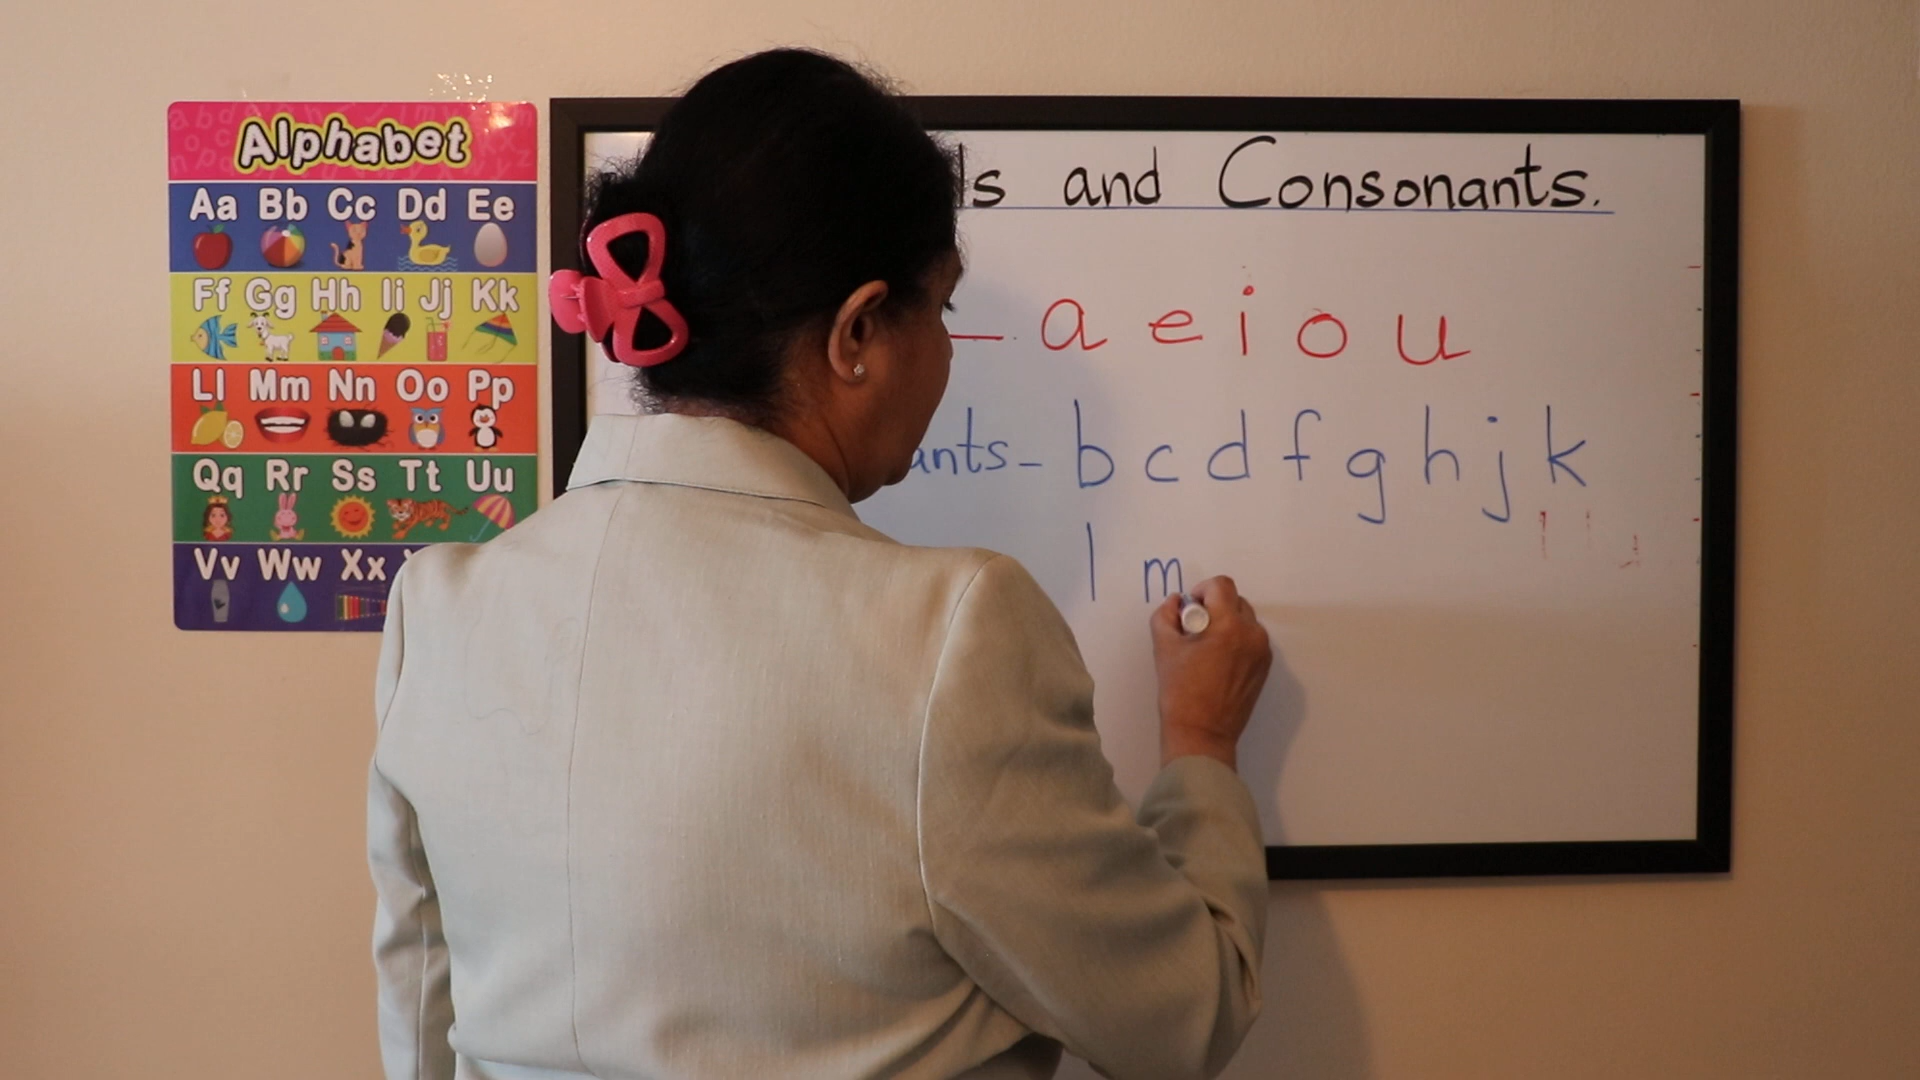 Alphabet
Aa Bb Cc Dd Ee
Ff Gg Hh Ii Jj Kk
Ll Mm Nn Oo Pp
Qq Rr Ss Tt Uu
Vv Ww Xx
ls and Consonants.
– a e i o u
ants – b c d f g h j k
l m